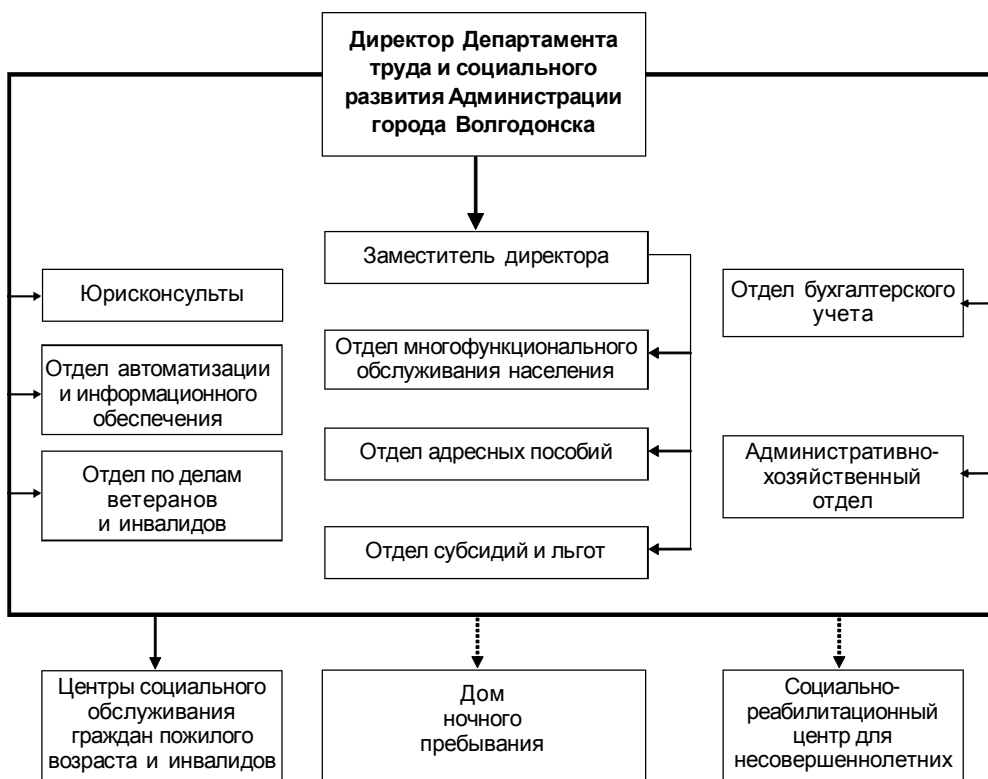 Директор Департамента
труда и социального
развития Администрации
города Волгодонска
Заместитель директора
Юрисконсульты
Отдел автоматизации
и информационного
обеспечения
Отдел по делам
ветеранов
и инвалидов
Отдел многофункционального
обслуживания населения
Отдел адресных пособий
Отдел субсидий и льгот
Отдел бухгалтерского
учета
Административно-
хозяйственный
отдел
Центры социального
обслуживания
граждан пожилого
возраста и инвалидов
Дом
ночного
пребывания
Социально-
реабилитационный
центр для
несовершеннолетних